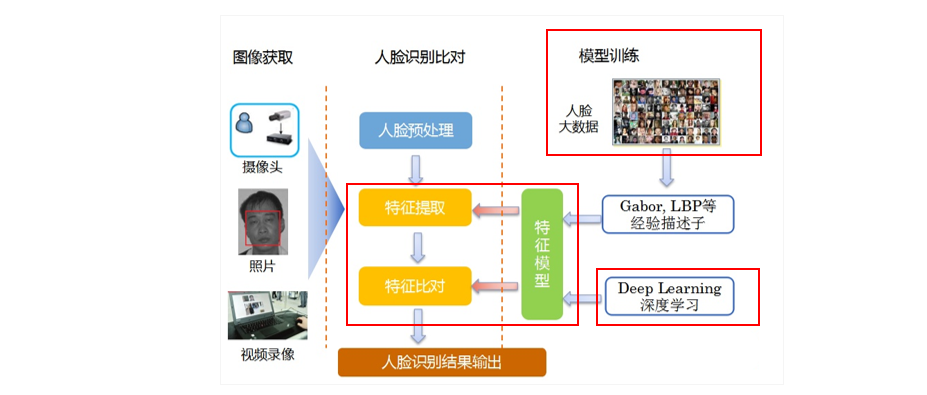 图像获取
人脸识别比对
模型训练
摄像头
照片
视频录像
人脸预处理
特征提取
特征比对
人脸识别结果输出
特征模型
人脸
大数据
Gabor, LBP等
经验描述子
Deep Learning
深度学习